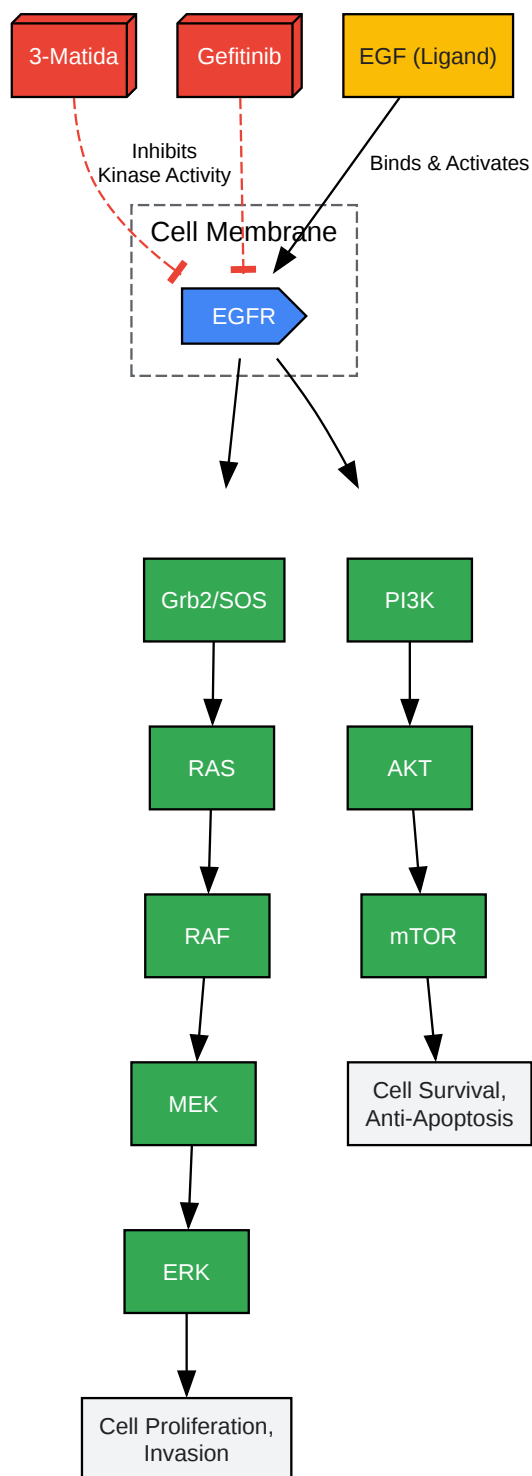 3-Matida
Gefitinib
EGF (Ligand)
Inhibits
Kinase Activity
Binds & Activates
Cell Membrane
EGFR
Grb2/SOS
PI3K
RAS
AKT
RAF
mTOR
MEK
Cell Survival,
Anti-Apoptosis
ERK
Cell Proliferation,
Invasion